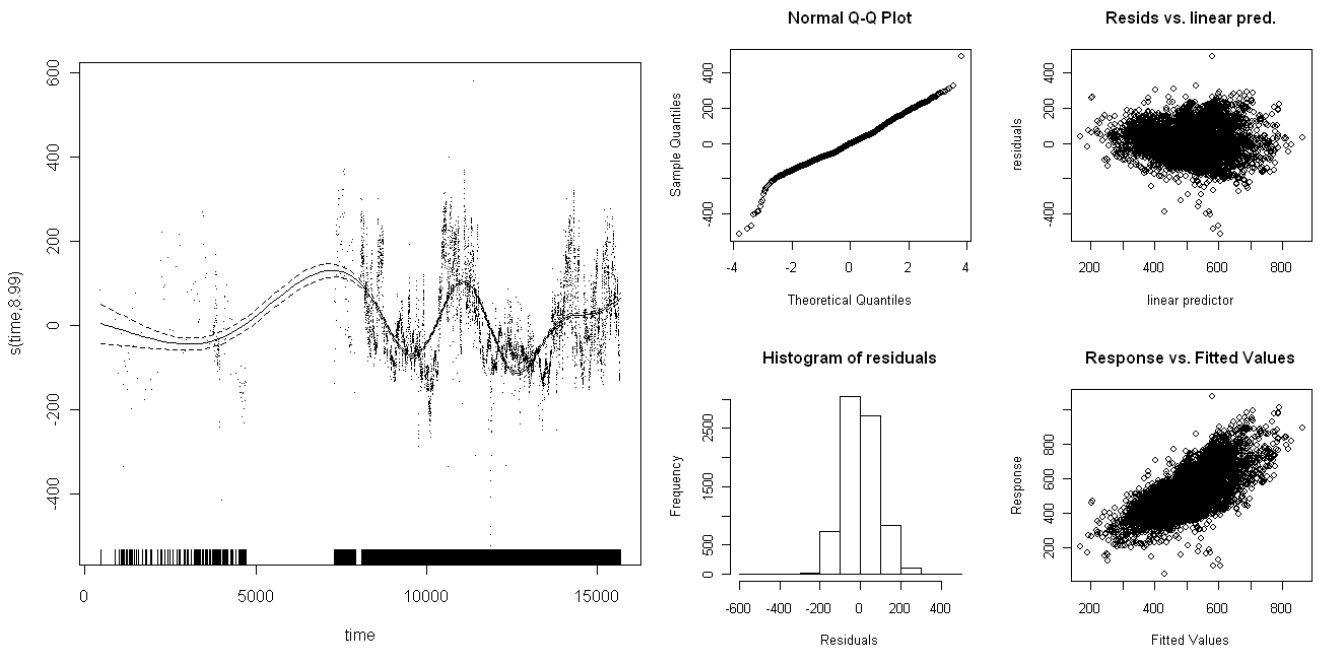 s(time,8.99)
600
400
200
0
-200
-400
0 5000 10000 15000
time
Normal Q-Q Plot
Sample Quantiles
400
200
0
-400
-4 -2 0 2 4
Theoretical Quantiles
Resids vs. linear pred.
residuals
400
200
0
-400
200 400 600 800
linear predictor
Histogram of residuals
Frequency
2500
1500
500
0
-600 -400 -200 0 200 400
Residuals
Response vs. Fitted Values
Response
800
600
400
200
200 400 600 800
Fitted Values